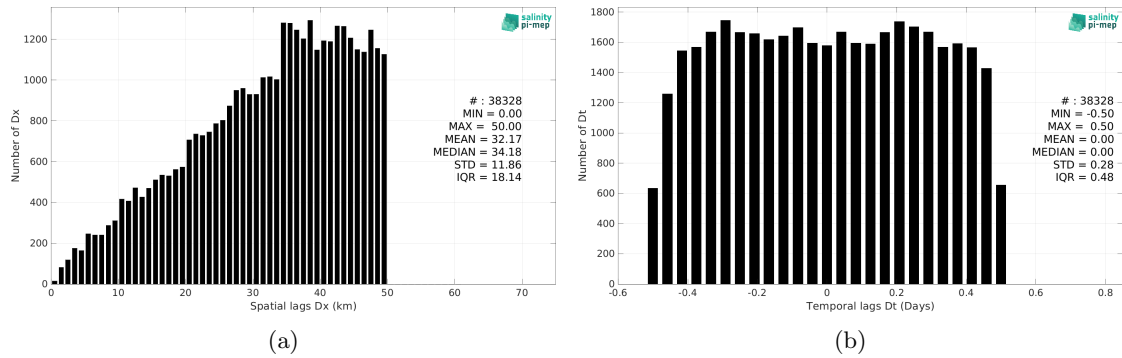 1200
1000
800
600
400
200
0
Number of Dx
0 10 20 30 40 50 60 70
Spatial lags Dx (km)
salinity
pi-mep
# : 38328
MIN = 0.00
MAX = 50.00
MEAN = 32.17
MEDIAN = 34.18
STD = 11.86
IQR = 18.14
(a)
1800
1600
1400
1200
1000
800
600
400
200
0
Number of Dt
-0.6 -0.4 -0.2 0 0.2 0.4 0.6 0.8
Temporal lags Dt (Days)
salinity
pi-mep
# : 38328
MIN = -0.50
MAX = 0.50
MEAN = 0.00
MEDIAN = 0.00
STD = 0.28
IQR = 0.48
(b)